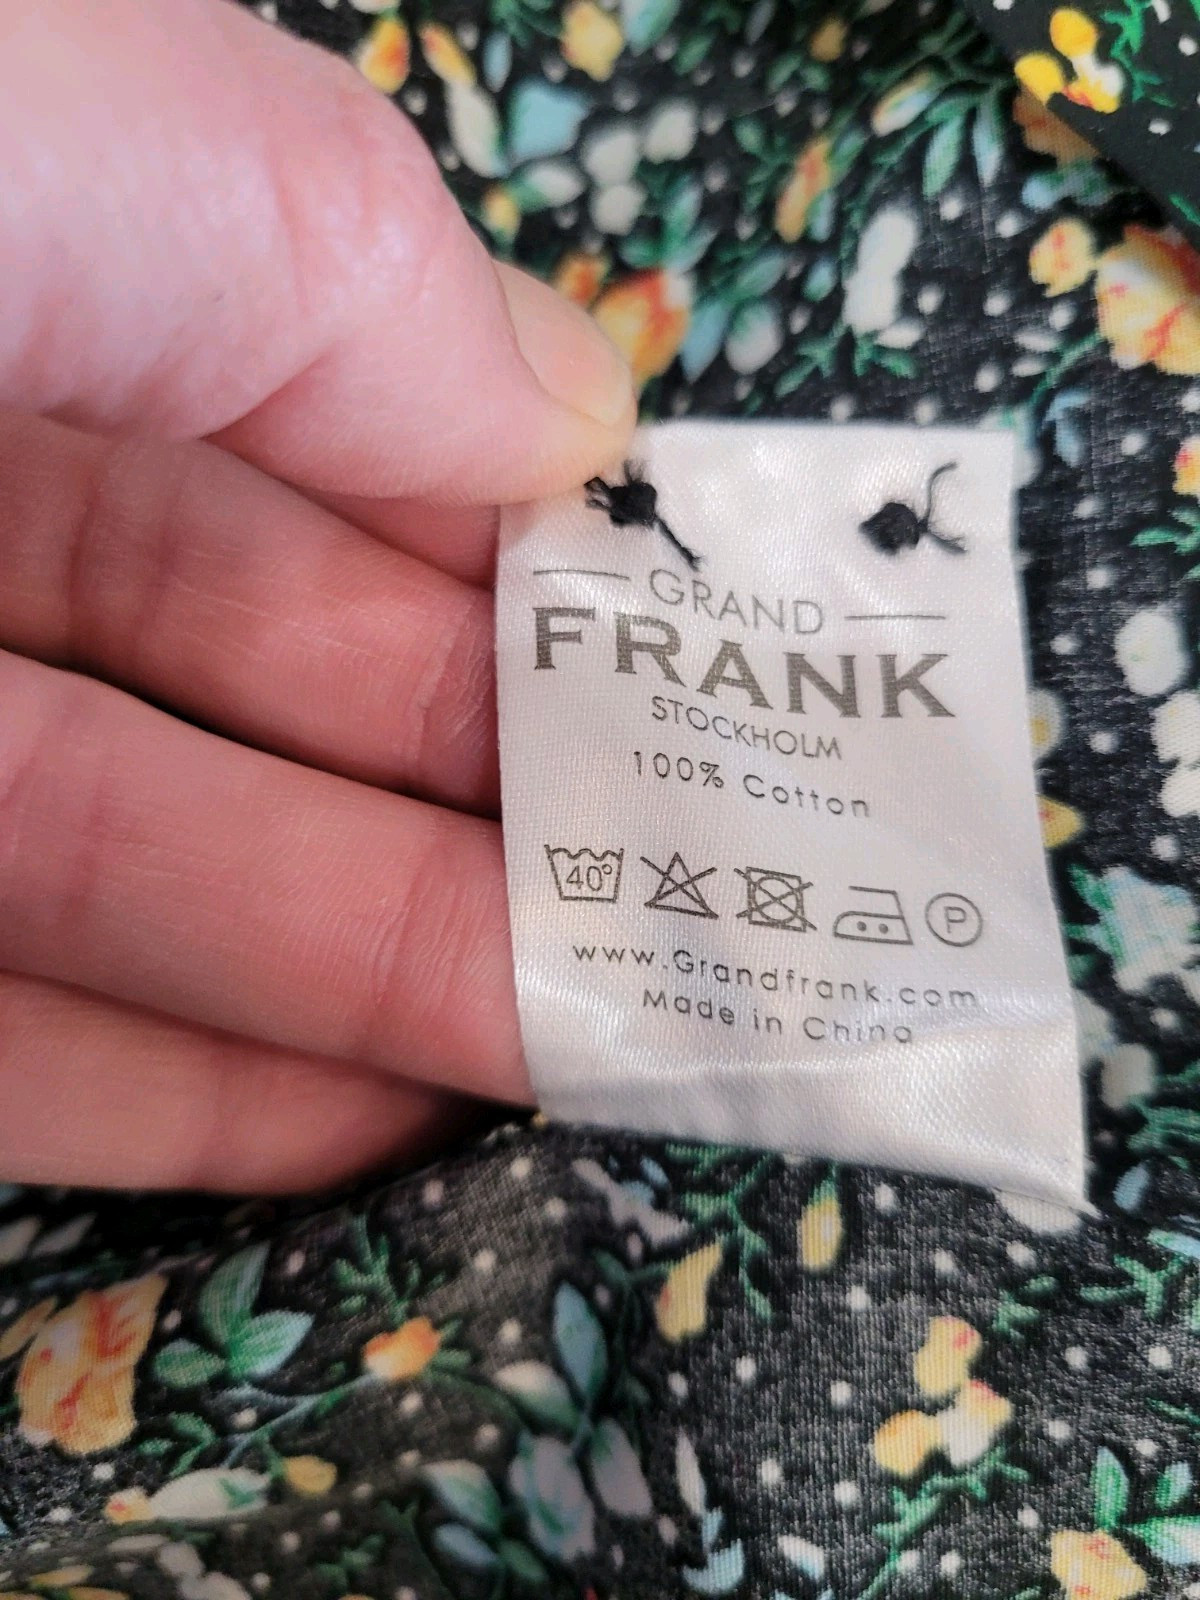 GRAND
FRANK
STOCKHOLM
100% Cotton
40° P
www.Grandfrank.com
Made in China